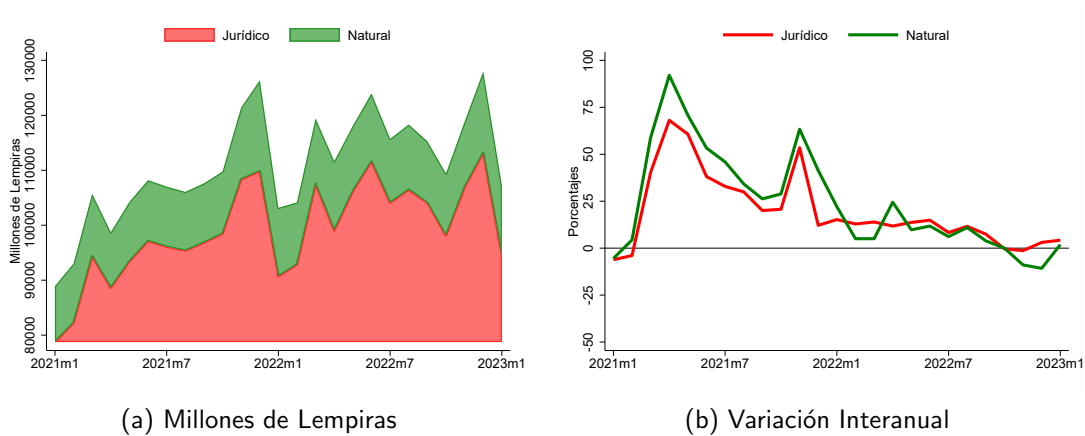 Jurídico Natural
Millones de Lempiras
130000
120000
110000
100000
90000
80000
2021m1 2021m7 2022m1 2022m7 2023m1
(a) Millones de Lempiras
Jurídico Natural
Porcentajes
100
75
50
25
0
-25
-50
2021m1 2021m7 2022m1 2022m7 2023m1
(b) Variación Interanual